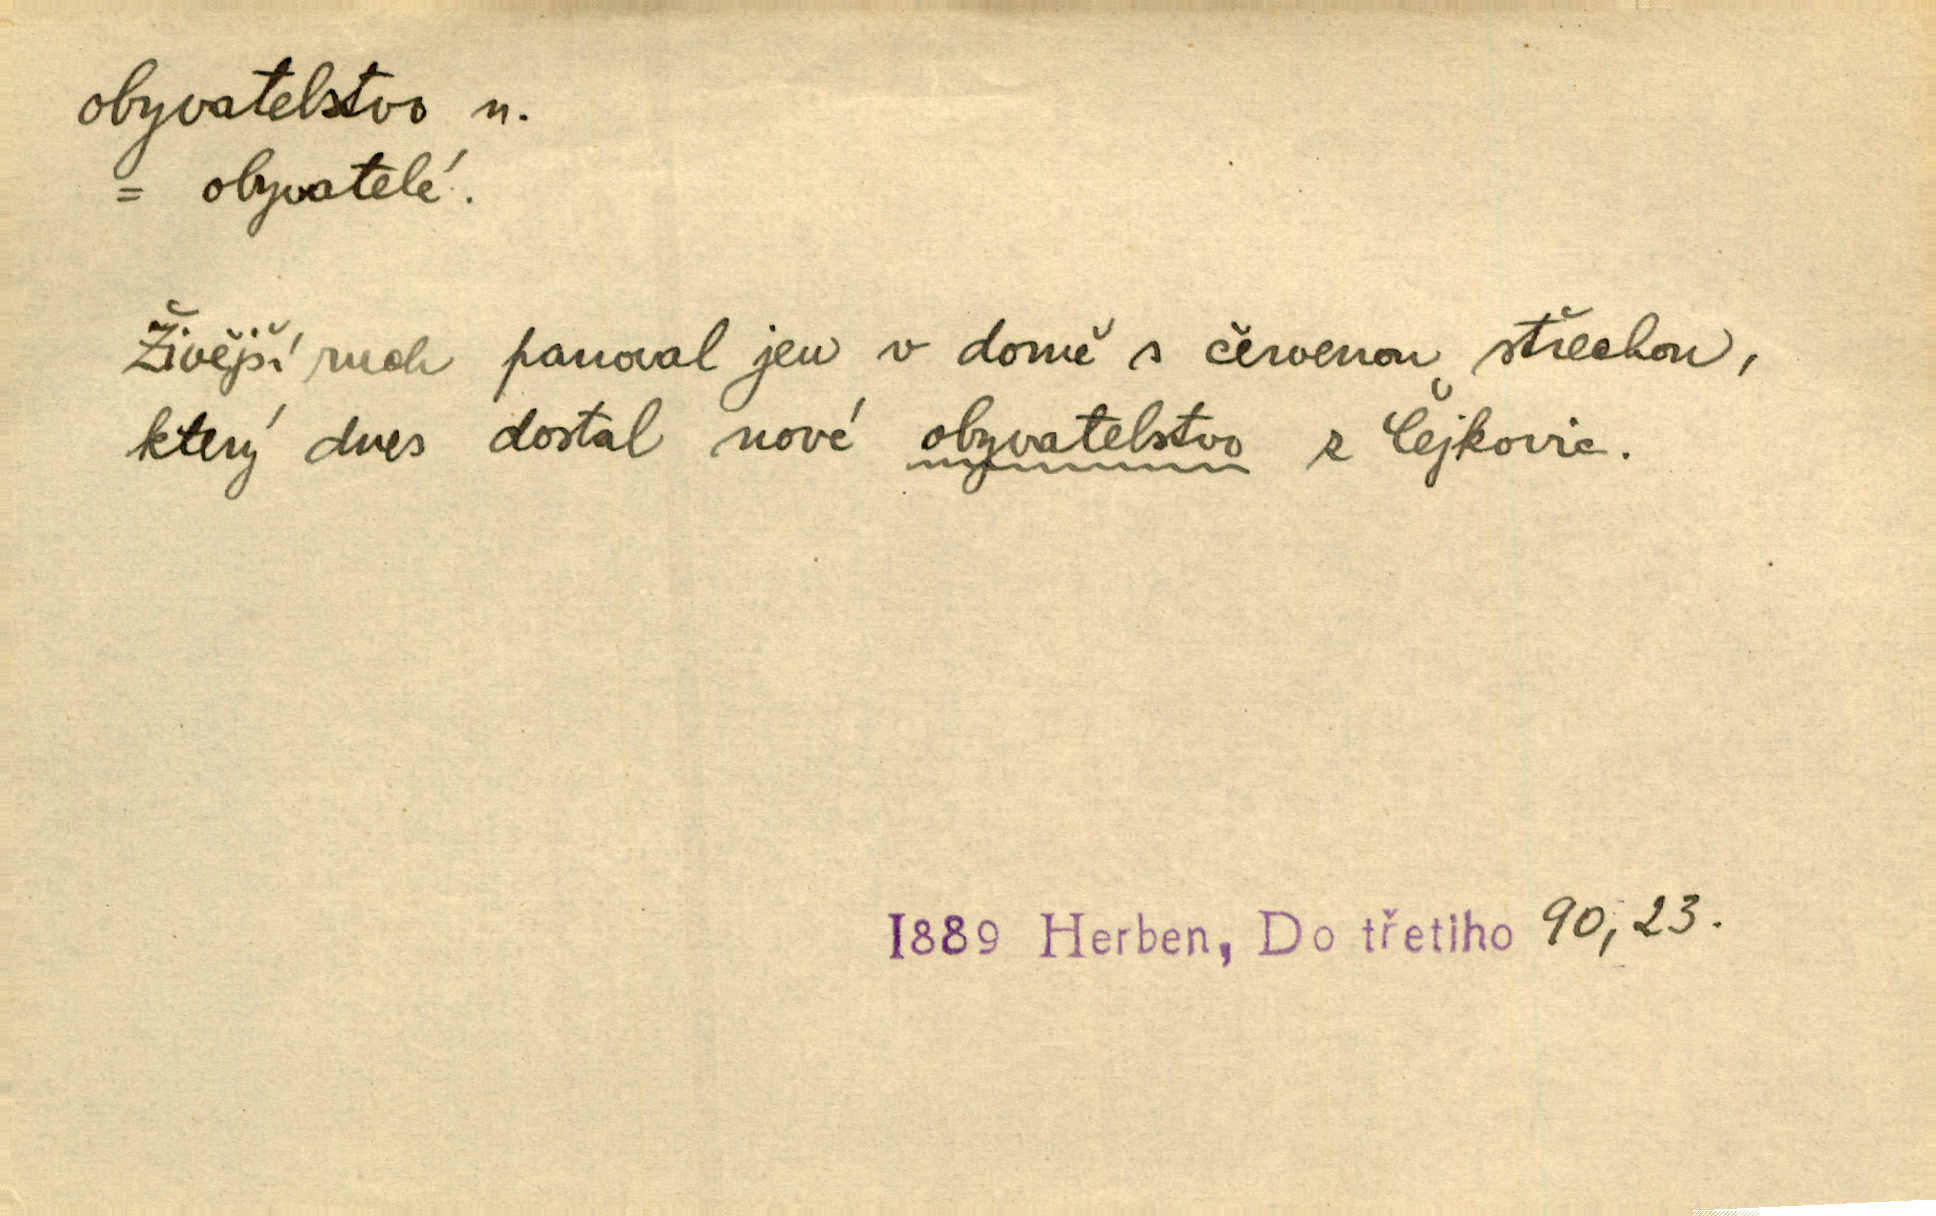 obyvatelstvo n.
= obyvatelé.
Živější ruch panoval jen v domě s červenou střechou,
který dnes dostal nové obyvatelstvo z Čejkovic.
1889 Herben, Do třetiho 90, 23.